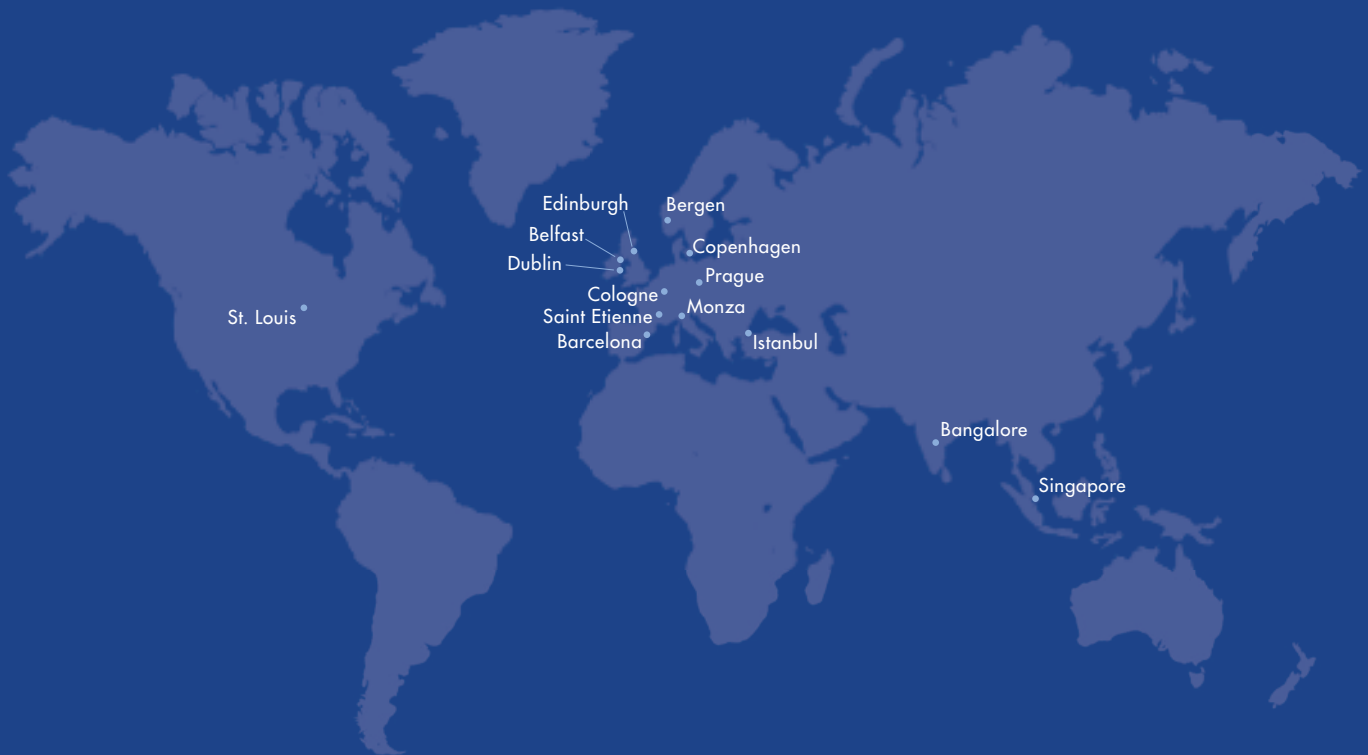 Edinburgh
Bergen
Belfast
Copenhagen
Dublin
Prague
Cologne
Monza
Saint Etienne
St. Louis
Barcelona
Istanbul
Bangalore
Singapore